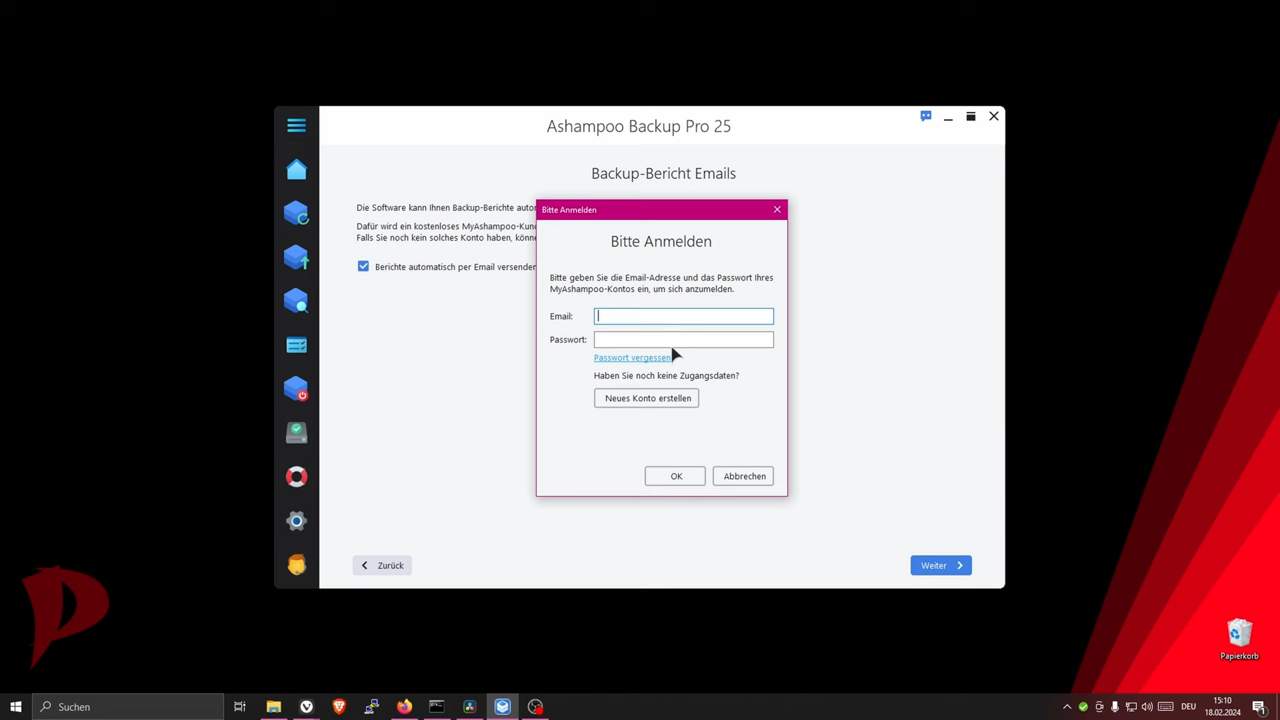 Ashampoo Backup Pro 25
Backup-Bericht Emails
Die Software kann Ihnen Backup-Berichte auto
Dafür wird ein kostenloses MyAshampoo-Kun
Falls Sie noch kein solches Konto haben, könne
Berichte automatisch per Email versenden
Bitte Anmelden
Bitte Anmelden
Bitte geben Sie die Email-Adresse und das Passwort Ihres
MyAshampoo-Kontos ein, um sich anzumelden.
Email:
Passwort:
Passwort vergessen
Haben Sie noch keine Zugangsdaten?
Neues Konto erstellen
OK
Abbrechen
Zurück
Weiter
Papierkorb
Suchen
DEU
15:10
18.02.2024
1